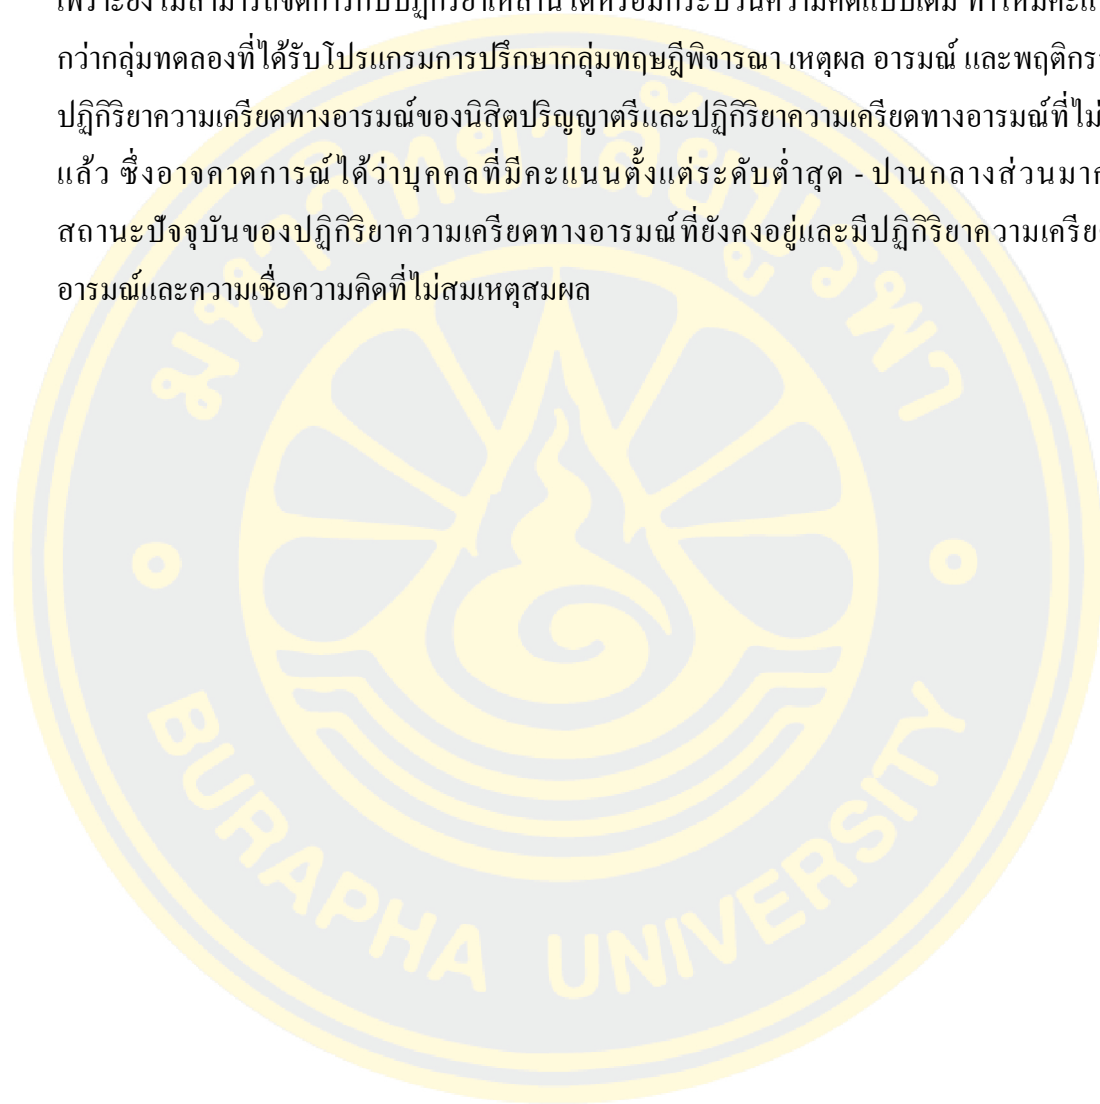 เพราะยังไม่สามารถจัดการกับปฏิกิริยาเหล่านี้ได้พร้อมกระบวนความคิดแบบเดิม ทำให้มีคะแ
กว่ากลุ่มทดลองที่ได้รับโปรแกรมการปรึกษากลุ่มทฤษฎีพิจารณา เหตุผล อารมณ์ และพฤติกร
ปฏิกิริยาความเครียดทางอารมณ์ของนิสิตปริญญาตรีและปฏิกิริยาความเครียดทางอารมณ์ที่ไม่
แล้ว ซึ่งอาจคาดการณ์ได้ว่าบุคคลที่มีคะแนนตั้งแต่ระดับต่ำสุด - ปานกลางส่วนมาก
สถานะปัจจุบันของปฏิกิริยาความเครียดทางอารมณ์ที่ยังคงอยู่และมีปฏิกิริยาความเครีย
อารมณ์และความเชื่อความคิดที่ไม่สมเหตุสมผล
มหาวิทยาลัยบูรพา
BURAPHA UNIVERSITY